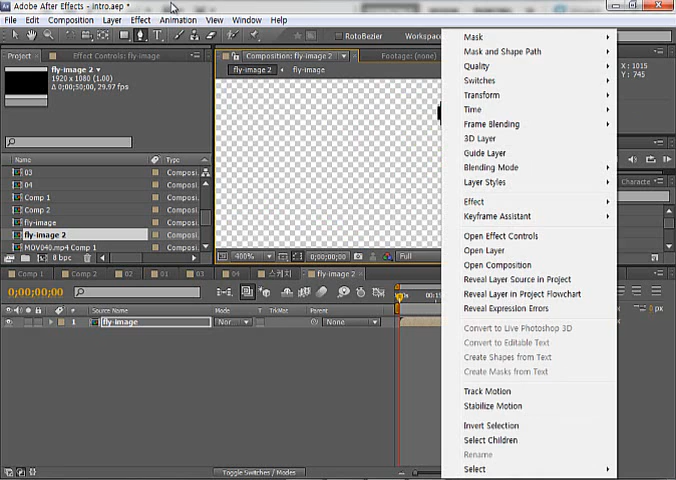 Adobe After Effects - Intro.aep *
File Edit Composition Layer Effect Animation View Window Help
RotoBezier Workspace
Project Effect Controls: fly-image
fly-image 2
1920 x 1080 (1.00)
Δ 0;00;50;00, 29.97 fps
Name Type
03 Composi..
04 Composi..
Comp 1 Composi..
Comp 2 Composi..
fly-image Composi..
fly-image 2 Composi..
MOV040.mp4 Comp 1 Composi..
8 bpc
Composition: fly-image 2 Footage: (none)
fly-image 2 fly-image
400% 0;00;00;00 Full
Mask
Mask and Shape Path
Quality
Switches
Transform
Time
Frame Blending
3D Layer
Guide Layer
Blending Mode
Layer Styles
Effect
Keyframe Assistant
Open Effect Controls
Open Layer
Open Composition
Reveal Layer Source in Project
Reveal Layer in Project Flowchart
Reveal Expression Errors
Convert to Live Photoshop 3D
Convert to Editable Text
Create Shapes from Text
Create Masks from Text
Track Motion
Stabilize Motion
Invert Selection
Select Children
Rename
Select
X : 1015
Y : 745
Characte
0 px
Comp 1 Comp 2 02 01 03 04 스케치 fly-image 2
0;00;00;00
# Source Name Mode T TrkMat Parent
1 fly-image Nor... None
Toggle Switches / Modes